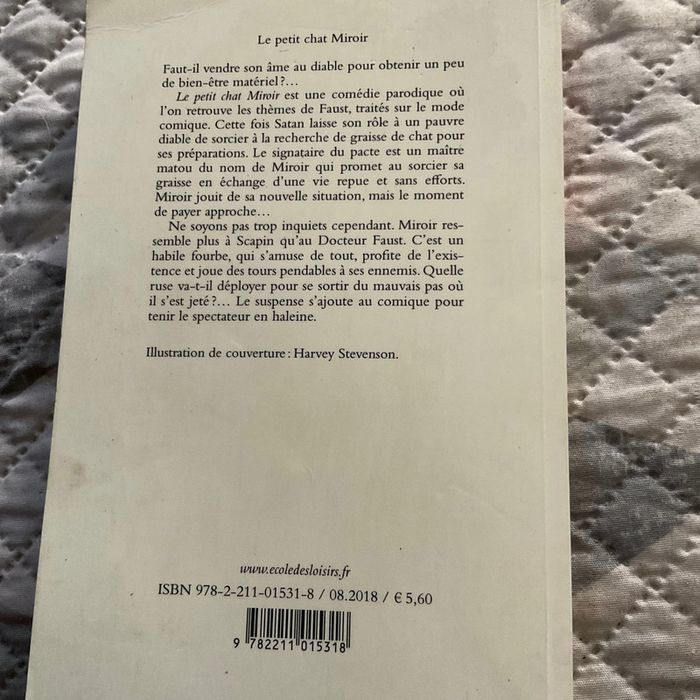 Le petit chat Miroir
Faut-il vendre son âme au diable pour obtenir un peu
de bien-être matériel ?…
Le petit chat Miroir est une comédie parodique où
l'on retrouve les thèmes de Faust, traités sur le mode
comique. Cette fois Satan laisse son rôle à un pauvre
diable de sorcier à la recherche de graisse de chat pour
ses préparations. Le signataire du pacte est un maître
matou du nom de Miroir qui promet au sorcier sa
graisse en échange d'une vie repue et sans efforts.
Miroir jouit de sa nouvelle situation, mais le moment
de payer approche…
Ne soyons pas trop inquiets cependant. Miroir res-
semble plus à Scapin qu'au Docteur Faust. C'est un
habile fourbe, qui s'amuse de tout, profite de l'exis-
tence et joue des tours pendables à ses ennemis. Quelle
ruse va-t-il déployer pour se sortir du mauvais pas où
il s'est jeté ?… Le suspense s'ajoute au comique pour
tenir le spectateur en haleine.
Illustration de couverture : Harvey Stevenson.
www.ecoledesloisirs.fr
ISBN 978-2-211-01531-8 / 08.2018 / € 5,60
9 782211 015318